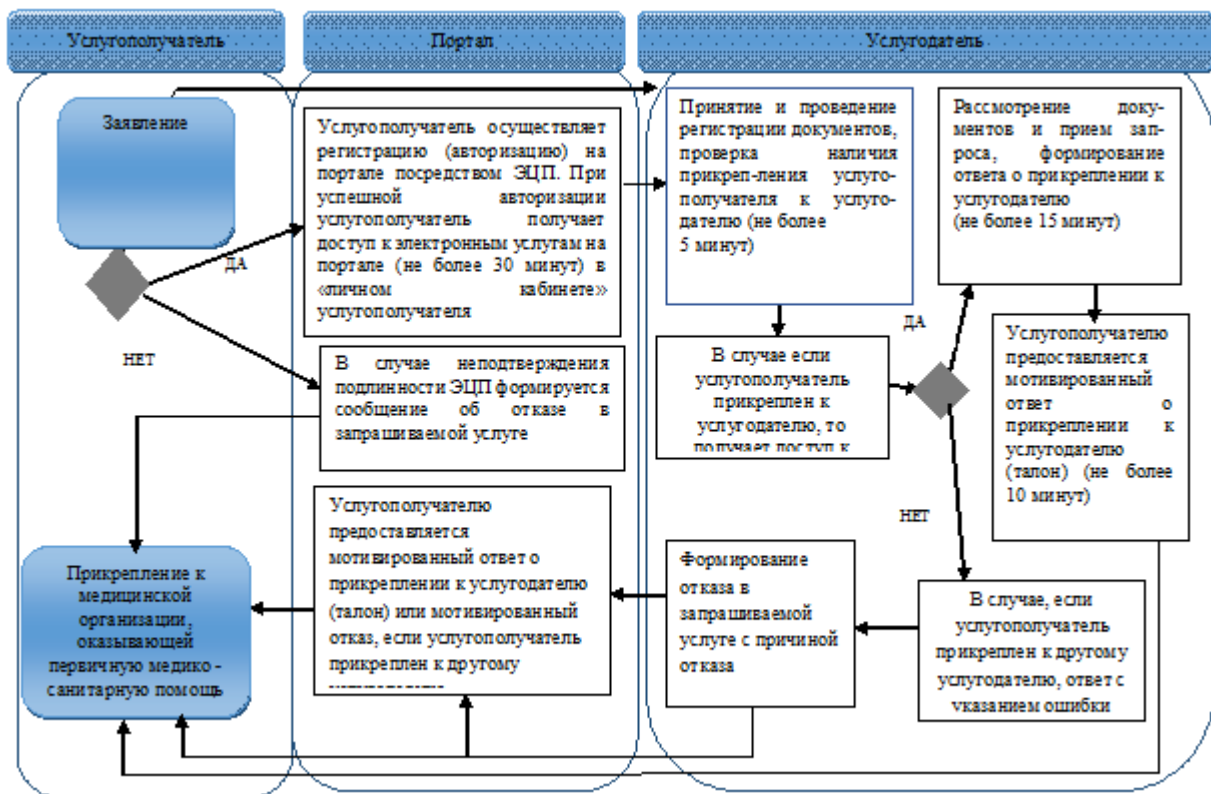 Услугополучатель
Портал
Услугодатель
Заявление
ДА
НЕТ
Услугополучатель осуществляет
регистрацию (авторизацию) на
портале посредством ЭЦП. При
успешной авторизации
услугополучатель получает
доступ к электронным услугам на
портале (не более 30 минут) в
«личном кабинете»
услугополучателя
В случае неподтверждения
подлинности ЭЦП формируется
сообщение об отказе в
запрашиваемой услуге
Принятие и проведение
регистрации документов,
проверка наличия
прикреп-ления услуго-
получателя к услуго-
дателю (не более
5 минут)
Рассмотрение доку-
ментов и прием зап-
роса, формирование
ответа о прикреплении к
услугодателю
(не более 15 минут)
В случае если
услугополучатель
прикреплен к
услугодателю, то
получает доступ к
ДА
НЕТ
Услугополучателю
предоставляется
мотивированный
ответ о
прикреплении к
услугодателю
(талон) (не более
10 минут)
Прикрепление к
медицинской
организации,
оказывающей
первичную медико-
санитарную помощь
Услугополучателю
предоставляется
мотивированный ответ о
прикреплении к услугодателю
(талон) или мотивированный
отказ, если услугополучатель
прикреплен к другому
Формирование
отказа в
запрашиваемой
услуге с причиной
отказа
В случае, если
услугополучатель
прикреплен к другому
услугодателю, ответ с
указанием ошибки